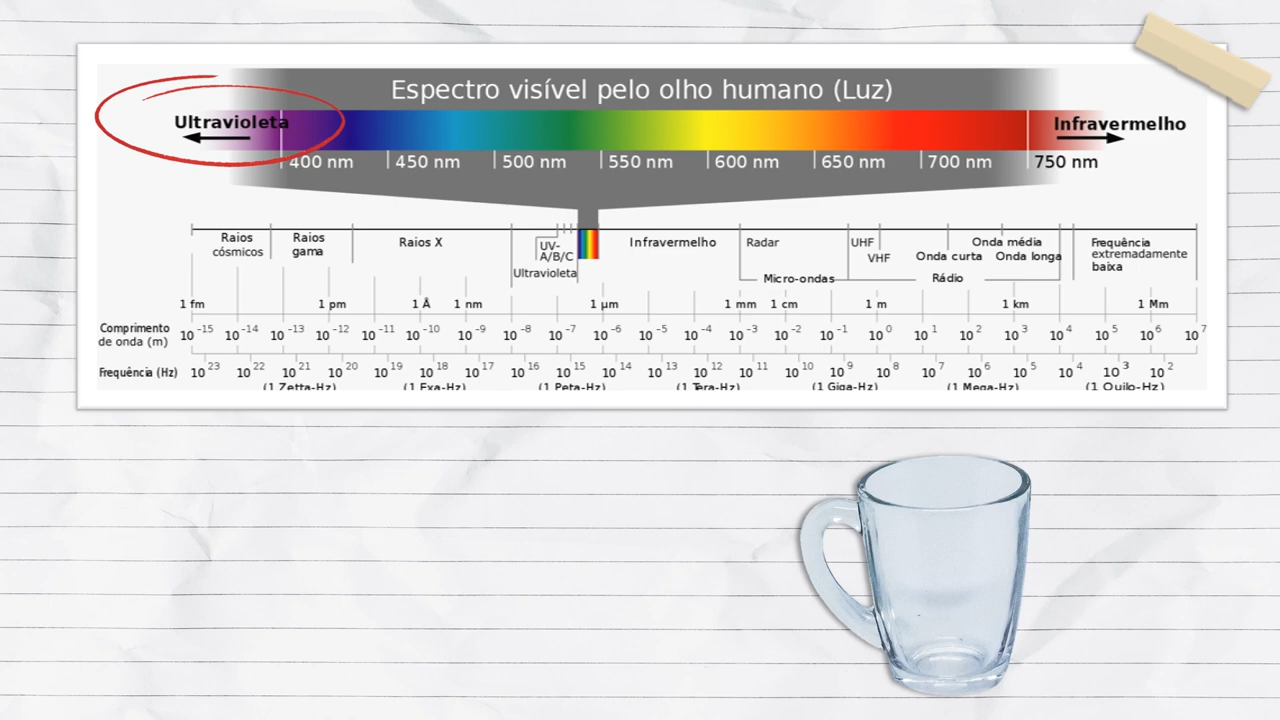 Espectro visível pelo olho humano (Luz)
Ultravioleta
Infravermelho
400 nm 450 nm 500 nm 550 nm 600 nm 650 nm 700 nm 750 nm
Raios cósmicos
Raios gama
Raios X
UV-A/B/C
Ultravioleta
Infravermelho
Radar
Micro-ondas
UHF
VHF
Onda curta
Onda média
Onda longa
Rádio
Frequência
extremadamente
baixa
1 fm 1 pm 1 Å 1 nm 1 µm 1 mm 1 cm 1 m 1 km 1 Mm
Comprimento
de onda (m)
10⁻¹⁵ 10⁻¹⁴ 10⁻¹³ 10⁻¹² 10⁻¹¹ 10⁻¹⁰ 10⁻⁹ 10⁻⁸ 10⁻⁷ 10⁻⁶ 10⁻⁵ 10⁻⁴ 10⁻³ 10⁻² 10⁻¹ 10⁰ 10¹ 10² 10³ 10⁴ 10⁵ 10⁶ 10⁷
Frequência (Hz)
10²³ 10²² 10²¹ 10²⁰ 10¹⁹ 10¹⁸ 10¹⁷ 10¹⁶ 10¹⁵ 10¹⁴ 10¹³ 10¹² 10¹¹ 10¹⁰ 10⁹ 10⁸ 10⁷ 10⁶ 10⁵ 10⁴ 10³ 10²
(1 Zetta-Hz) (1 Exa-Hz) (1 Peta-Hz) (1 Tera-Hz) (1 Giga-Hz) (1 Mega-Hz) (1 Quilo-Hz)